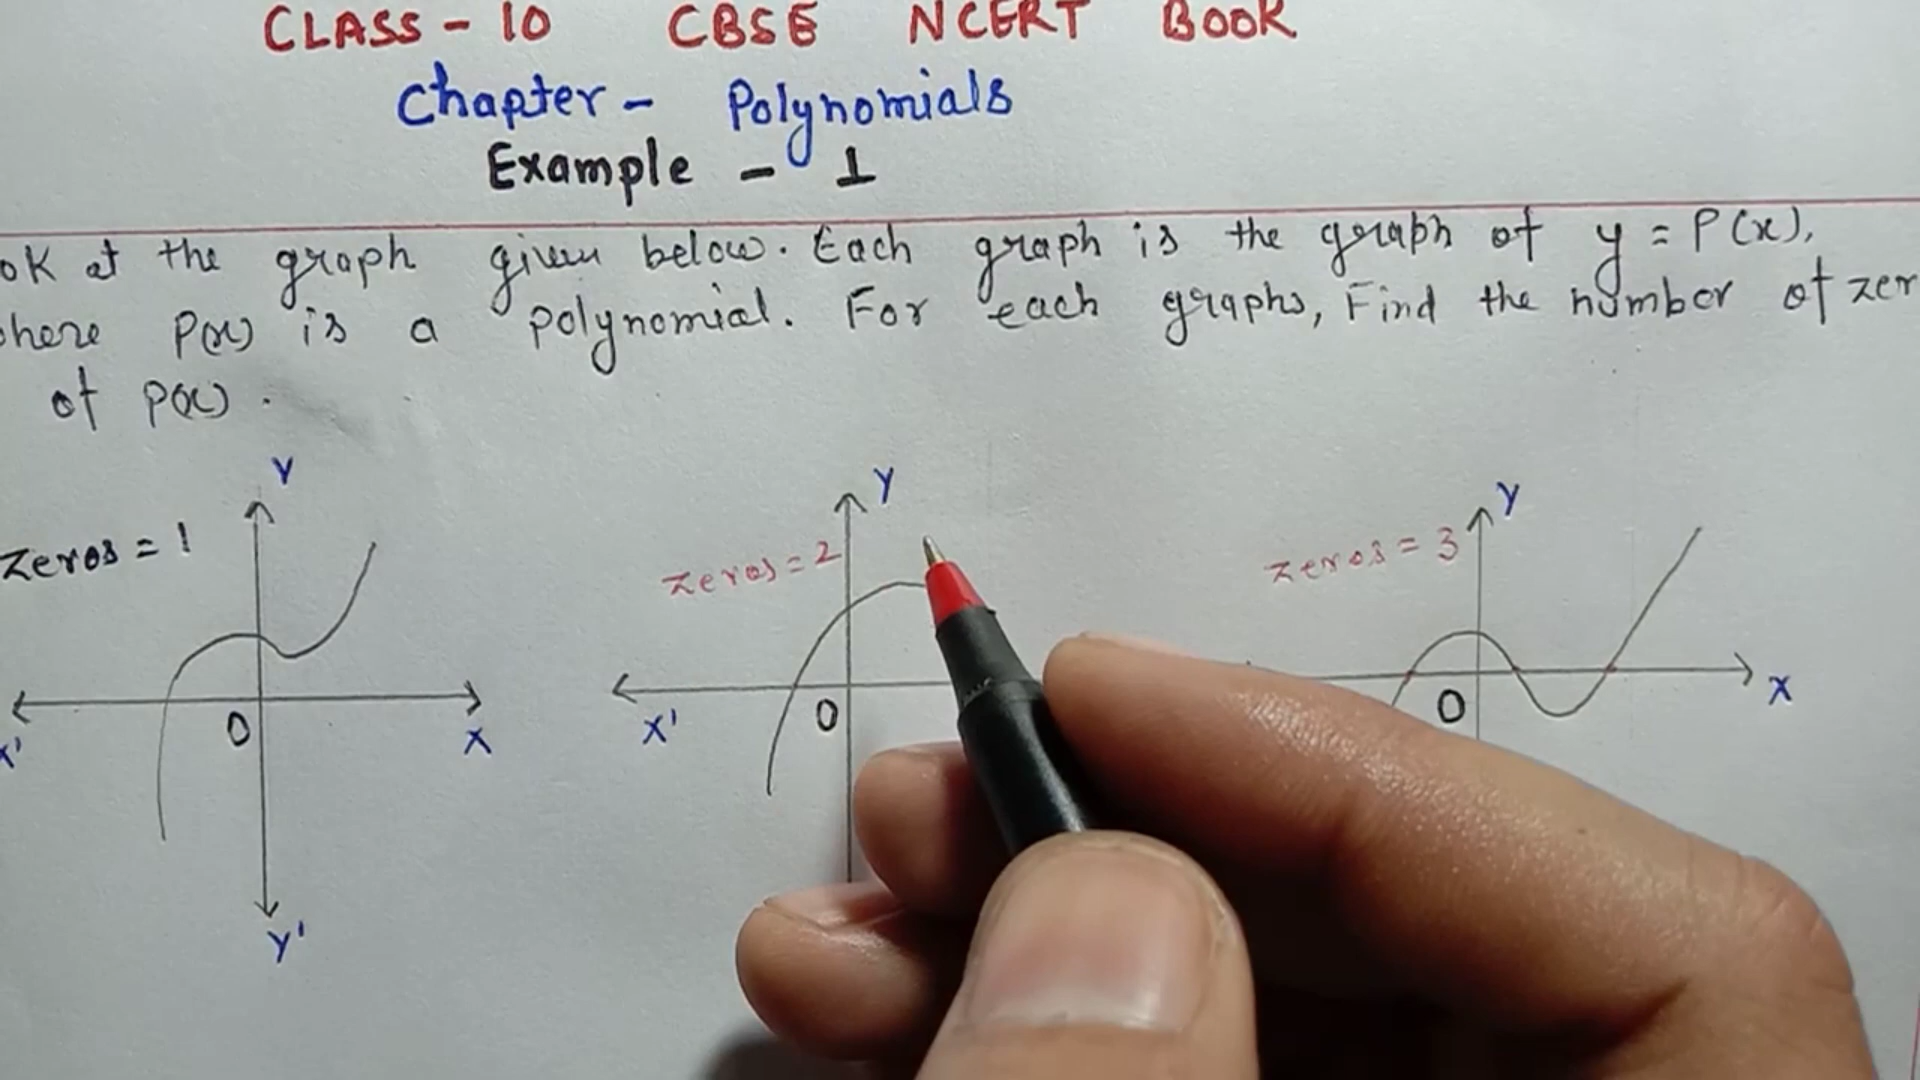 CLASS - 10 CBSE NCERT BOOK
Chapter - Polynomials
Example - 1
ok at the graph given below. Each graph is the graph of y = P(x),
here P(x) is a polynomial. For each graphs, Find the number of zer
of P(x).
Y
Zeros = 1
X'
O
X
Y'
Y
Zeros = 2
X'
O
Y
Zeros = 3
O
X